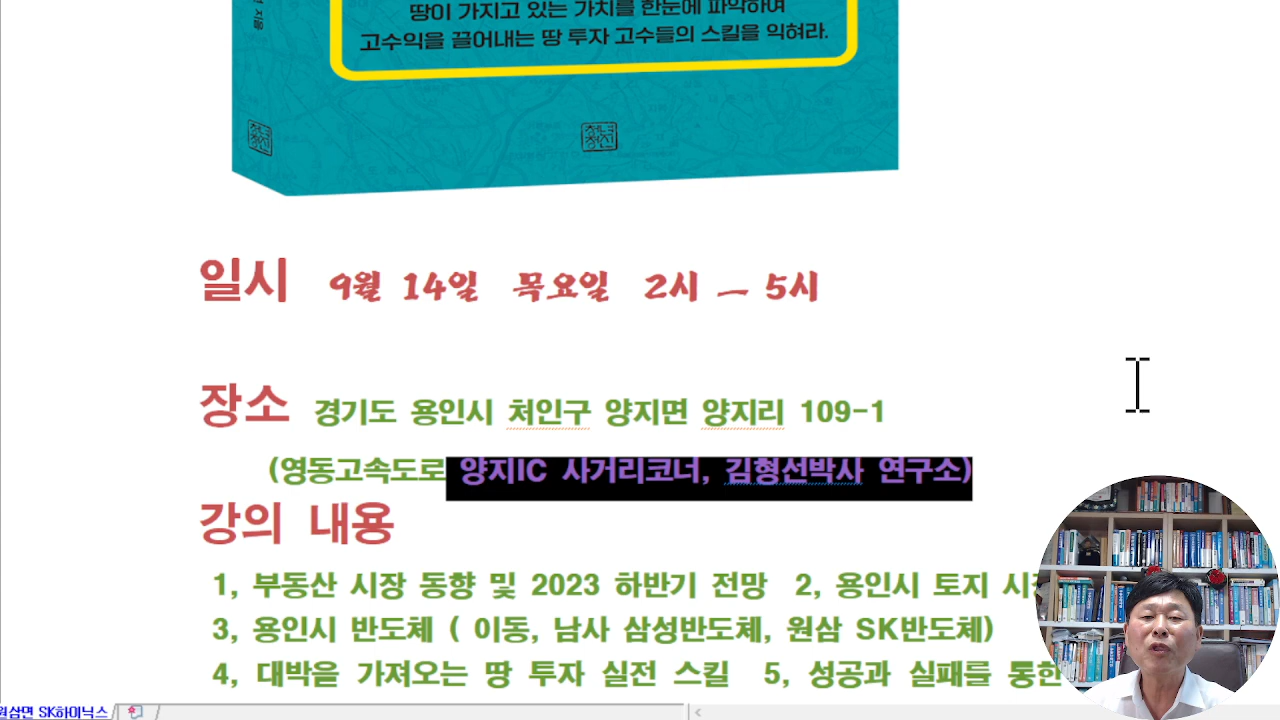 지음
땅이 가지고 있는 가치를 한눈에 파악하여
고수익을 끌어내는 땅 투자 고수들의 스킬을 익혀라.
일시 9월 14일 목요일 2시 — 5시
장소 경기도 용인시 처인구 양지면 양지리 109-1
(영동고속도로 양지IC 사거리코너, 김형선박사 연구소)
강의 내용
1, 부동산 시장 동향 및 2023 하반기 전망 2, 용인시 토지
3, 용인시 반도체 ( 이동, 남사 삼성반도체, 원삼 SK반도체)
4, 대박을 가져오는 땅 투자 실전 스킬 5, 성공과 실패를 통한
원삼면 SK하이닉스